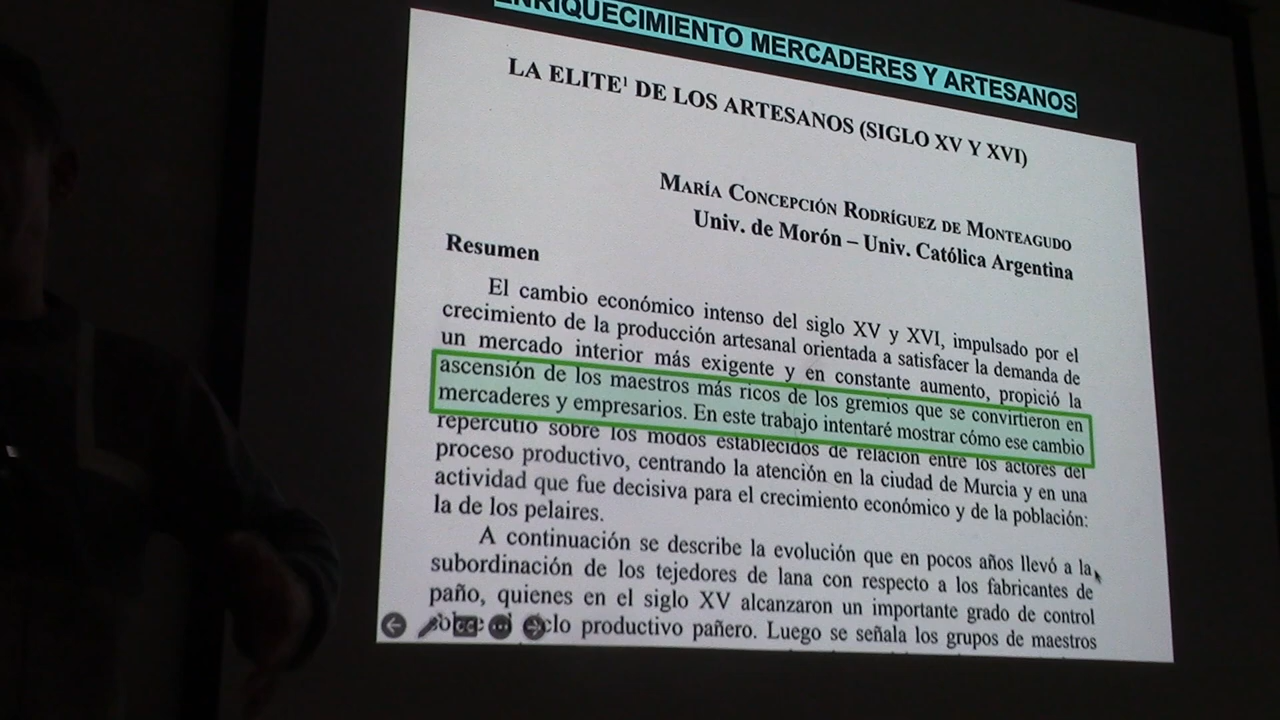 ENRIQUECIMIENTO MERCADERES Y ARTESANOS
LA ELITE¹ DE LOS ARTESANOS (SIGLO XV Y XVI)
MARÍA CONCEPCIÓN RODRÍGUEZ DE MONTEAGUDO
Univ. de Morón – Univ. Católica Argentina
Resumen
El cambio económico intenso del siglo XV y XVI, impulsado por el
crecimiento de la producción artesanal orientada a satisfacer la demanda de
un mercado interior más exigente y en constante aumento, propició la
ascensión de los maestros más ricos de los gremios que se convirtieron en
mercaderes y empresarios. En este trabajo intentaré mostrar cómo ese cambio
repercutió sobre los modos establecidos de relación entre los actores del
proceso productivo, centrando la atención en la ciudad de Murcia y en una
actividad que fue decisiva para el crecimiento económico y de la población:
la de los pelaires.
A continuación se describe la evolución que en pocos años llevó a la
subordinación de los tejedores de lana con respecto a los fabricantes de
paño, quienes en el siglo XV alcanzaron un importante grado de control
productivo pañero. Luego se señala los grupos de maestros